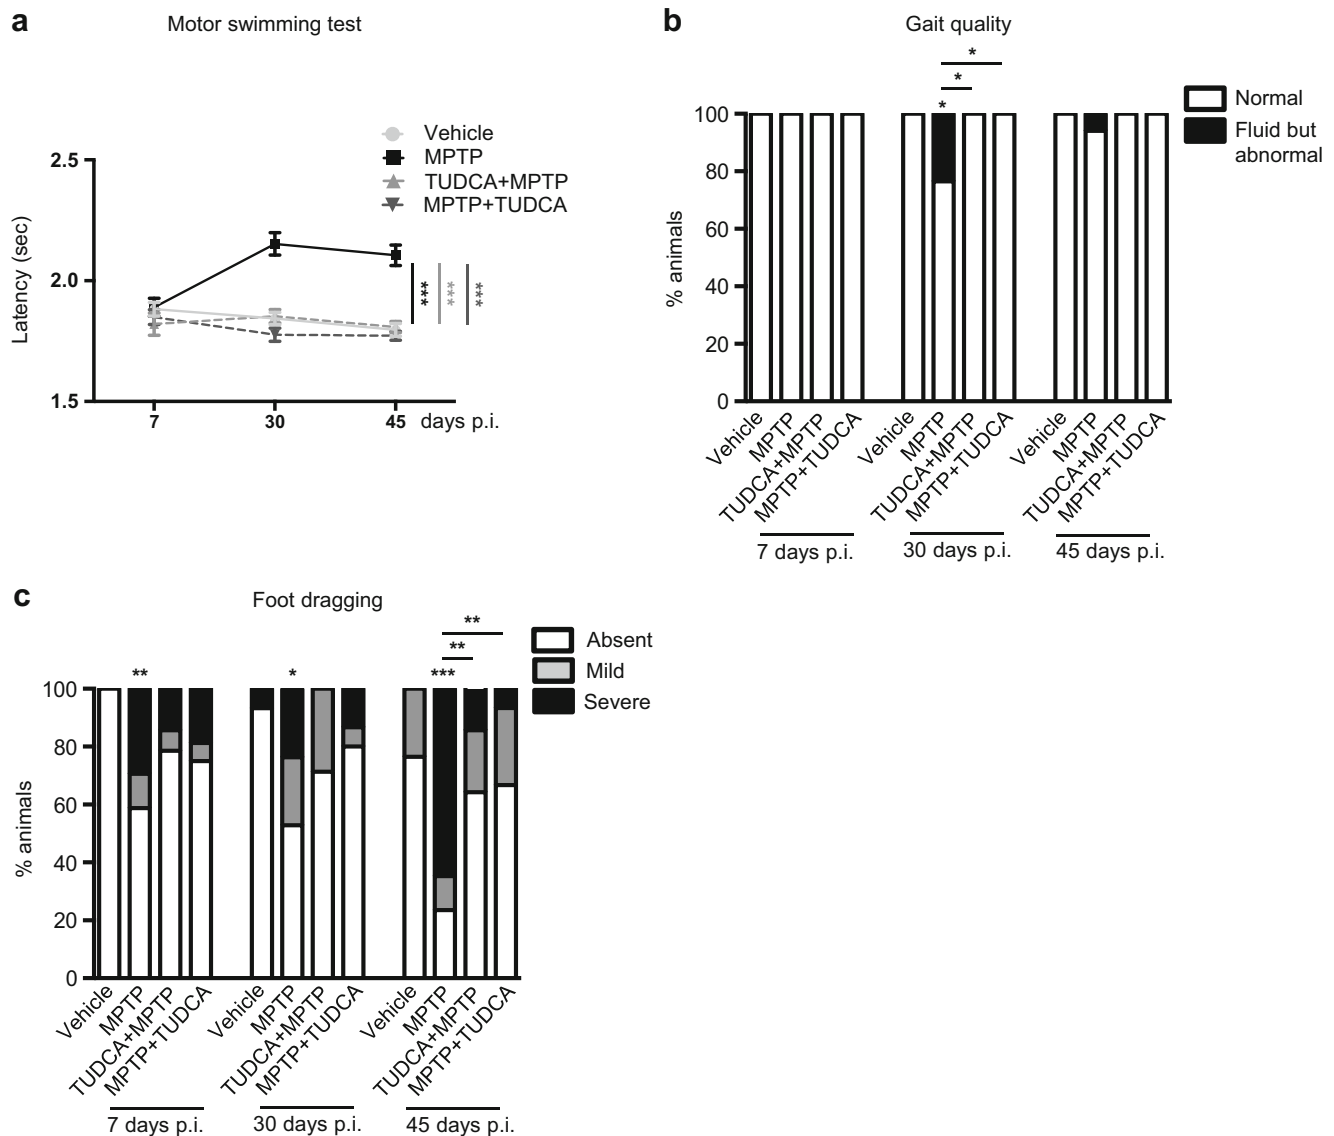 a
Motor swimming test
Vehicle
MPTP
TUDCA+MPTP
MPTP+TUDCA
2.5
2.0
1.5
Latency (sec)
***
***
***
7
30
45
days p.i.
b
Gait quality
*
*
*
Normal
Fluid but
abnormal
100
80
60
40
20
0
% animals
Vehicle
MPTP
TUDCA+MPTP
MPTP+TUDCA
Vehicle
MPTP
TUDCA+MPTP
MPTP+TUDCA
Vehicle
MPTP
TUDCA+MPTP
MPTP+TUDCA
7 days p.i.
30 days p.i.
45 days p.i.
c
Foot dragging
**
**
**
*
***
Absent
Mild
Severe
100
80
60
40
20
0
% animals
Vehicle
MPTP
TUDCA+MPTP
MPTP+TUDCA
Vehicle
MPTP
TUDCA+MPTP
MPTP+TUDCA
Vehicle
MPTP
TUDCA+MPTP
MPTP+TUDCA
7 days p.i.
30 days p.i.
45 days p.i.